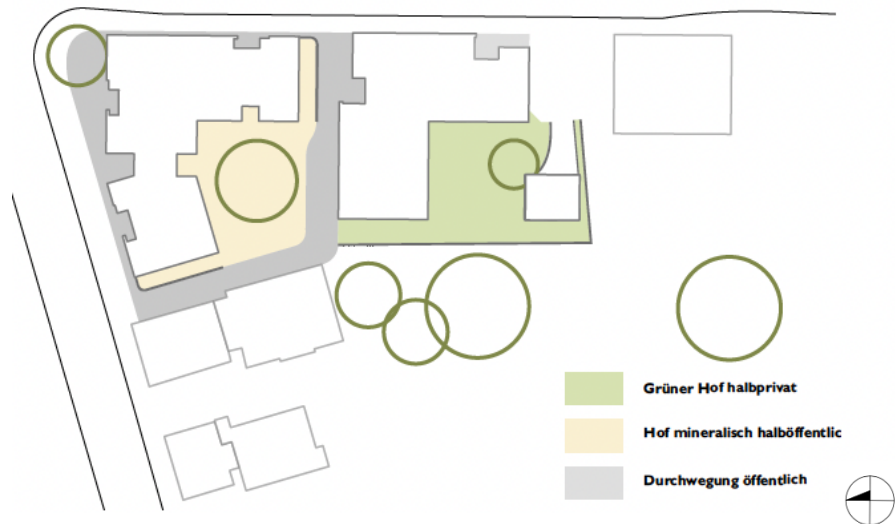 Grüner Hof halbprivat
Hof mineralisch halböffentlic
Durchwegung öffentlich